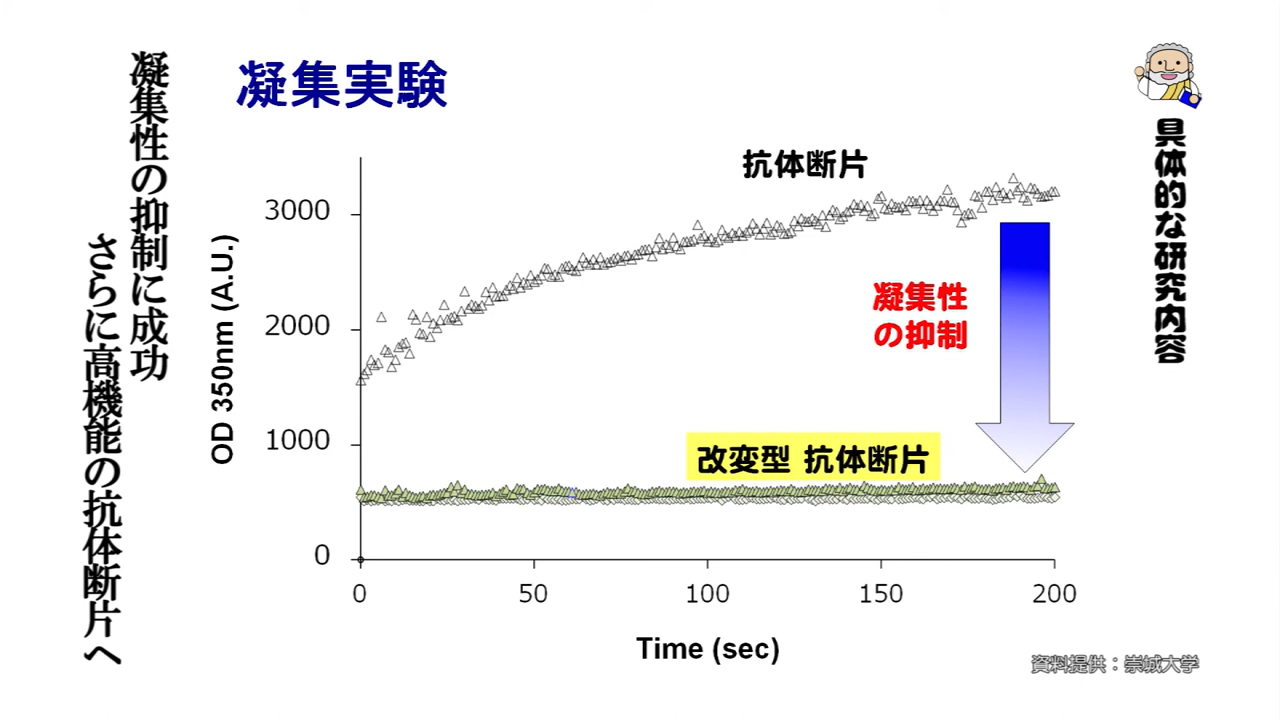 具体的な研究内容
凝集実験
凝集性の抑制に成功
さらに高機能の抗体断片へ
抗体断片
凝集性
の抑制
改変型 抗体断片
OD 350nm (A.U.)
3000
2000
1000
0
0 50 100 150 200
Time (sec)
資料提供：崇城大学